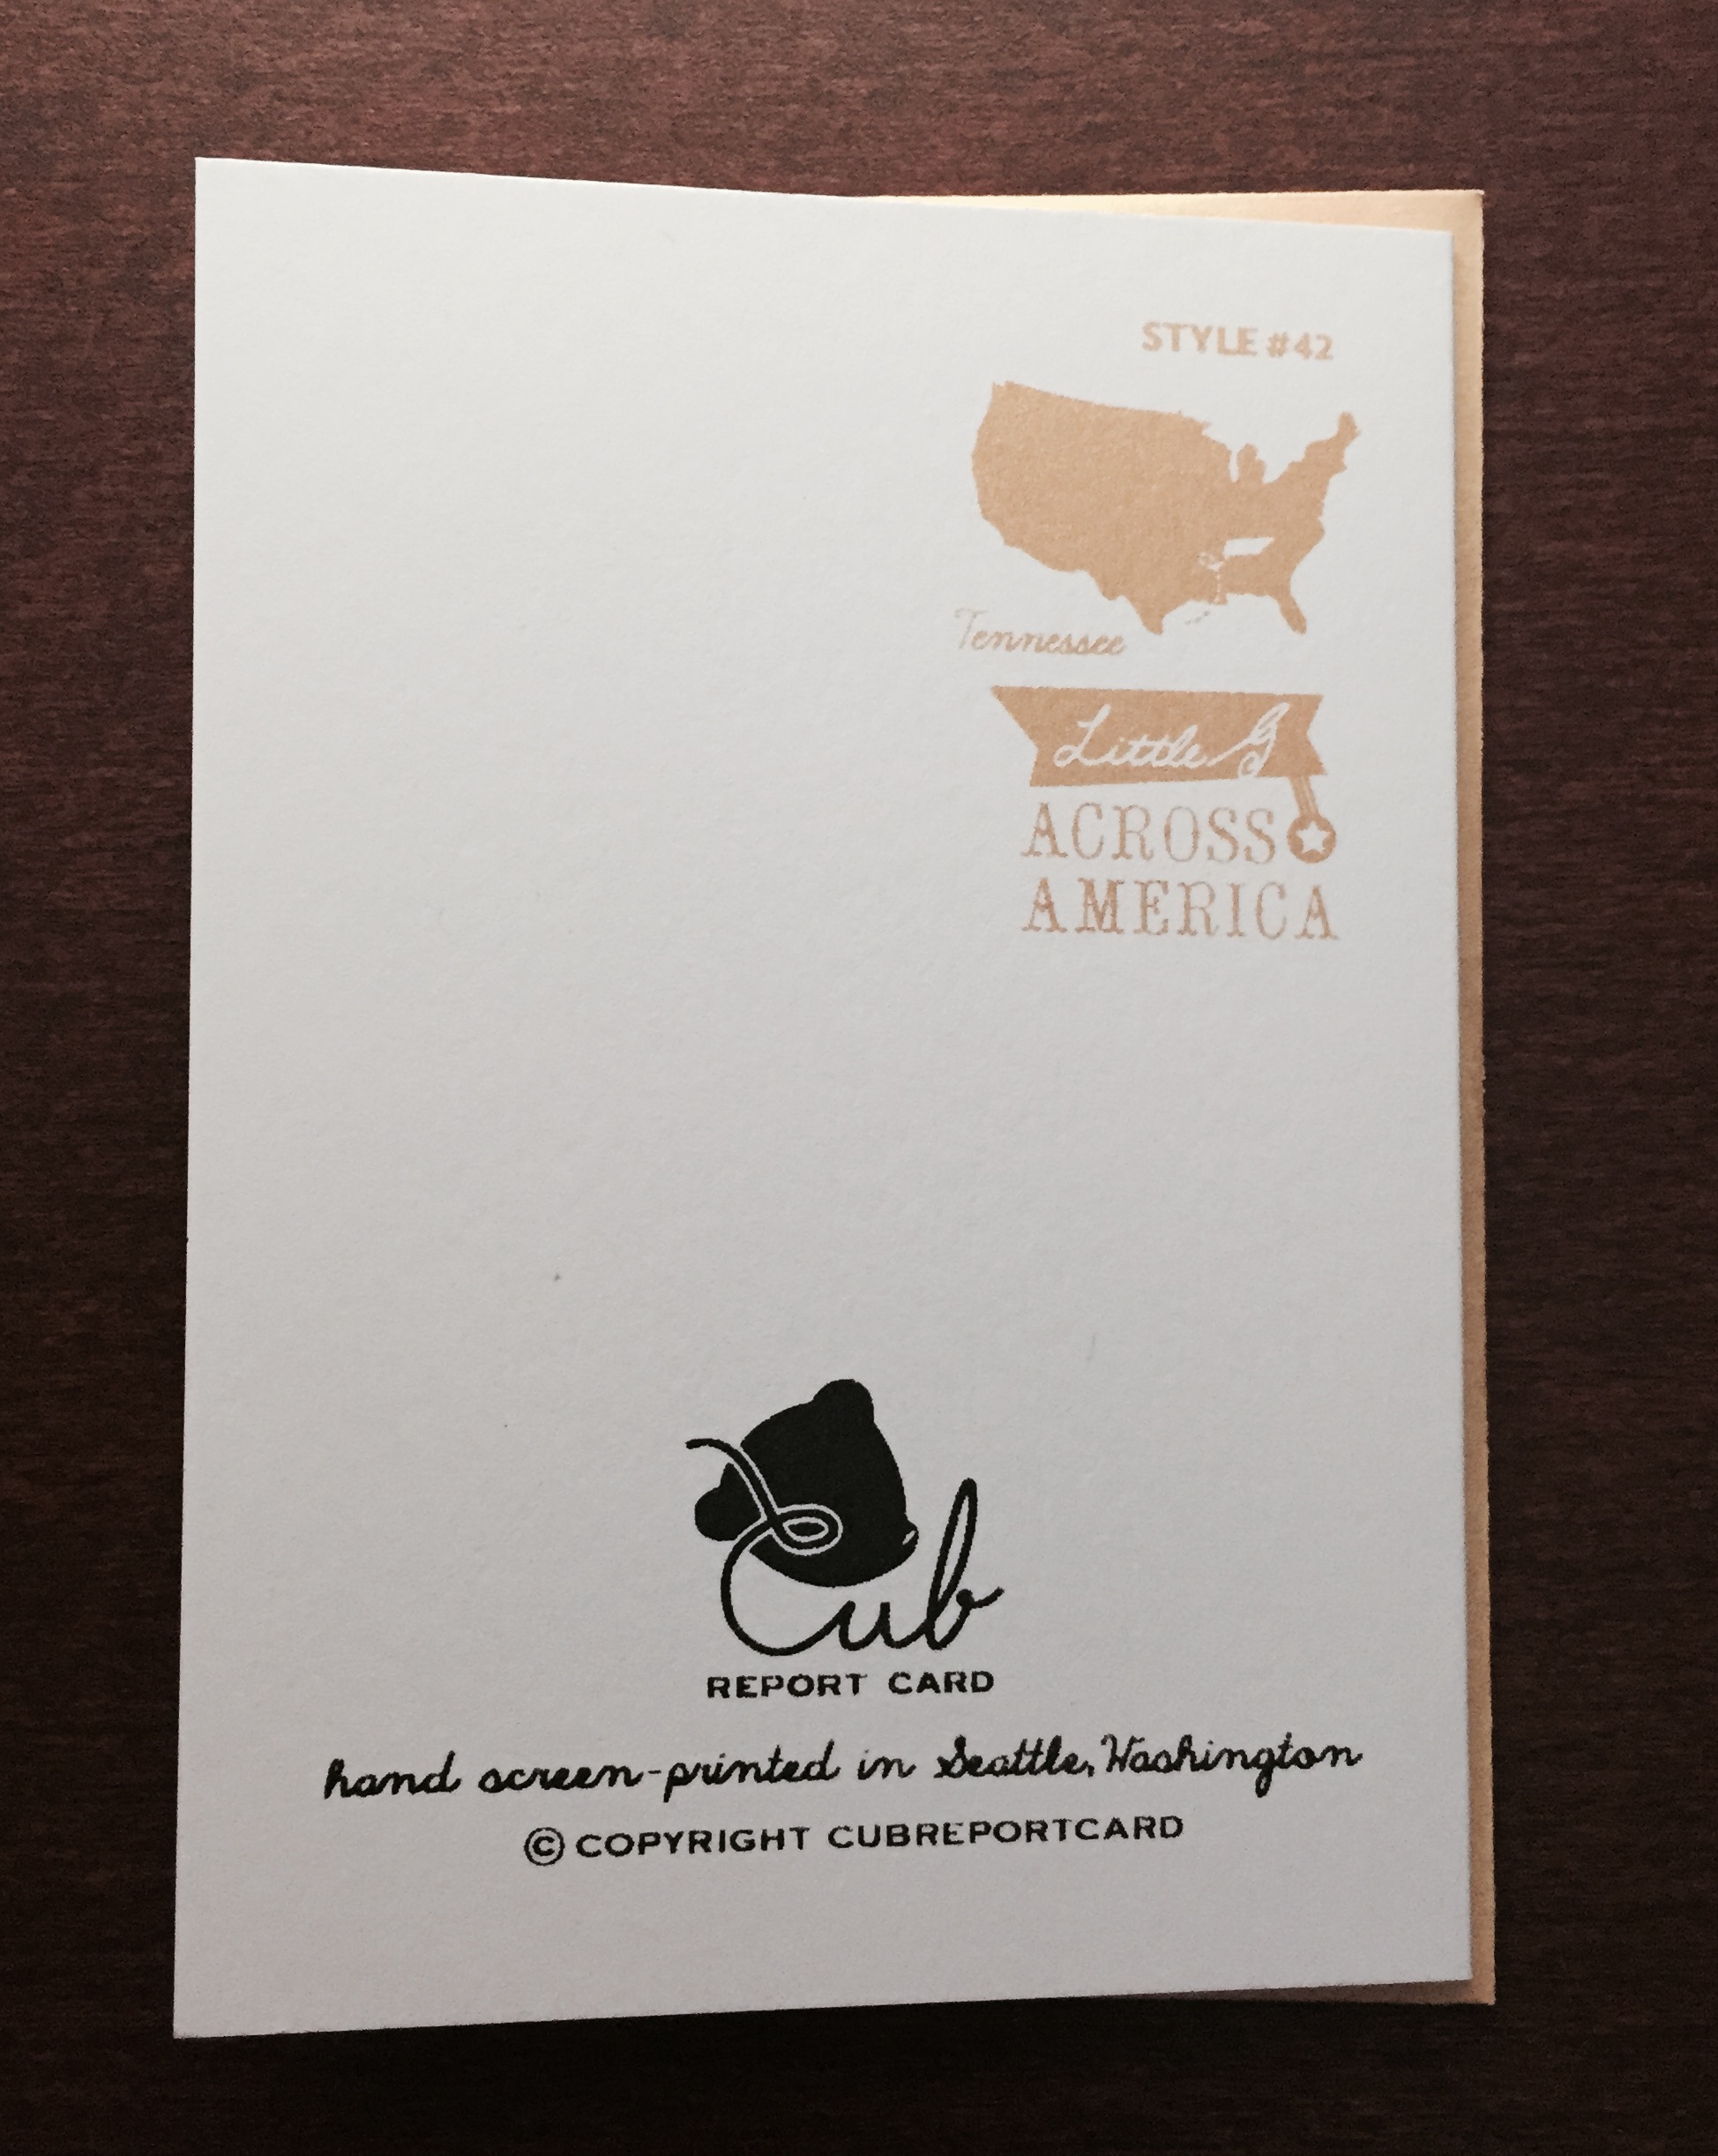 STYLE #42
Tennessee
Little G
ACROSS
AMERICA
Cub
REPORT CARD
hand screen-printed in Seattle, Washington
© COPYRIGHT CUBREPORTCARD